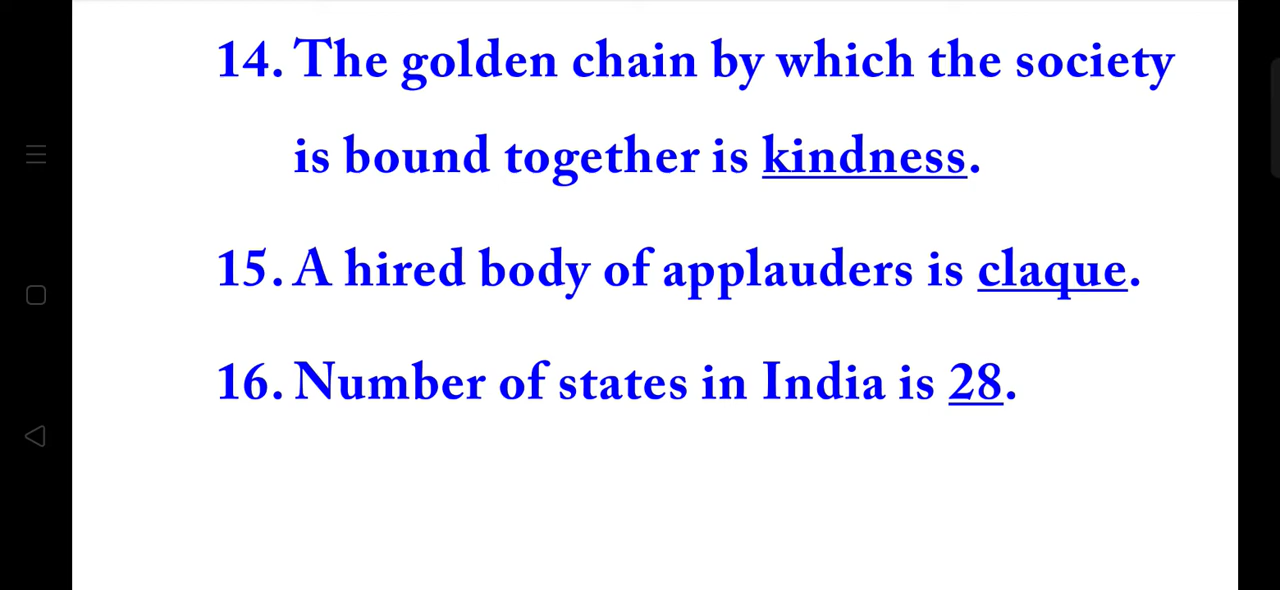 14. The golden chain by which the society
is bound together is kindness.
15. A hired body of applauders is claque.
16. Number of states in India is 28.